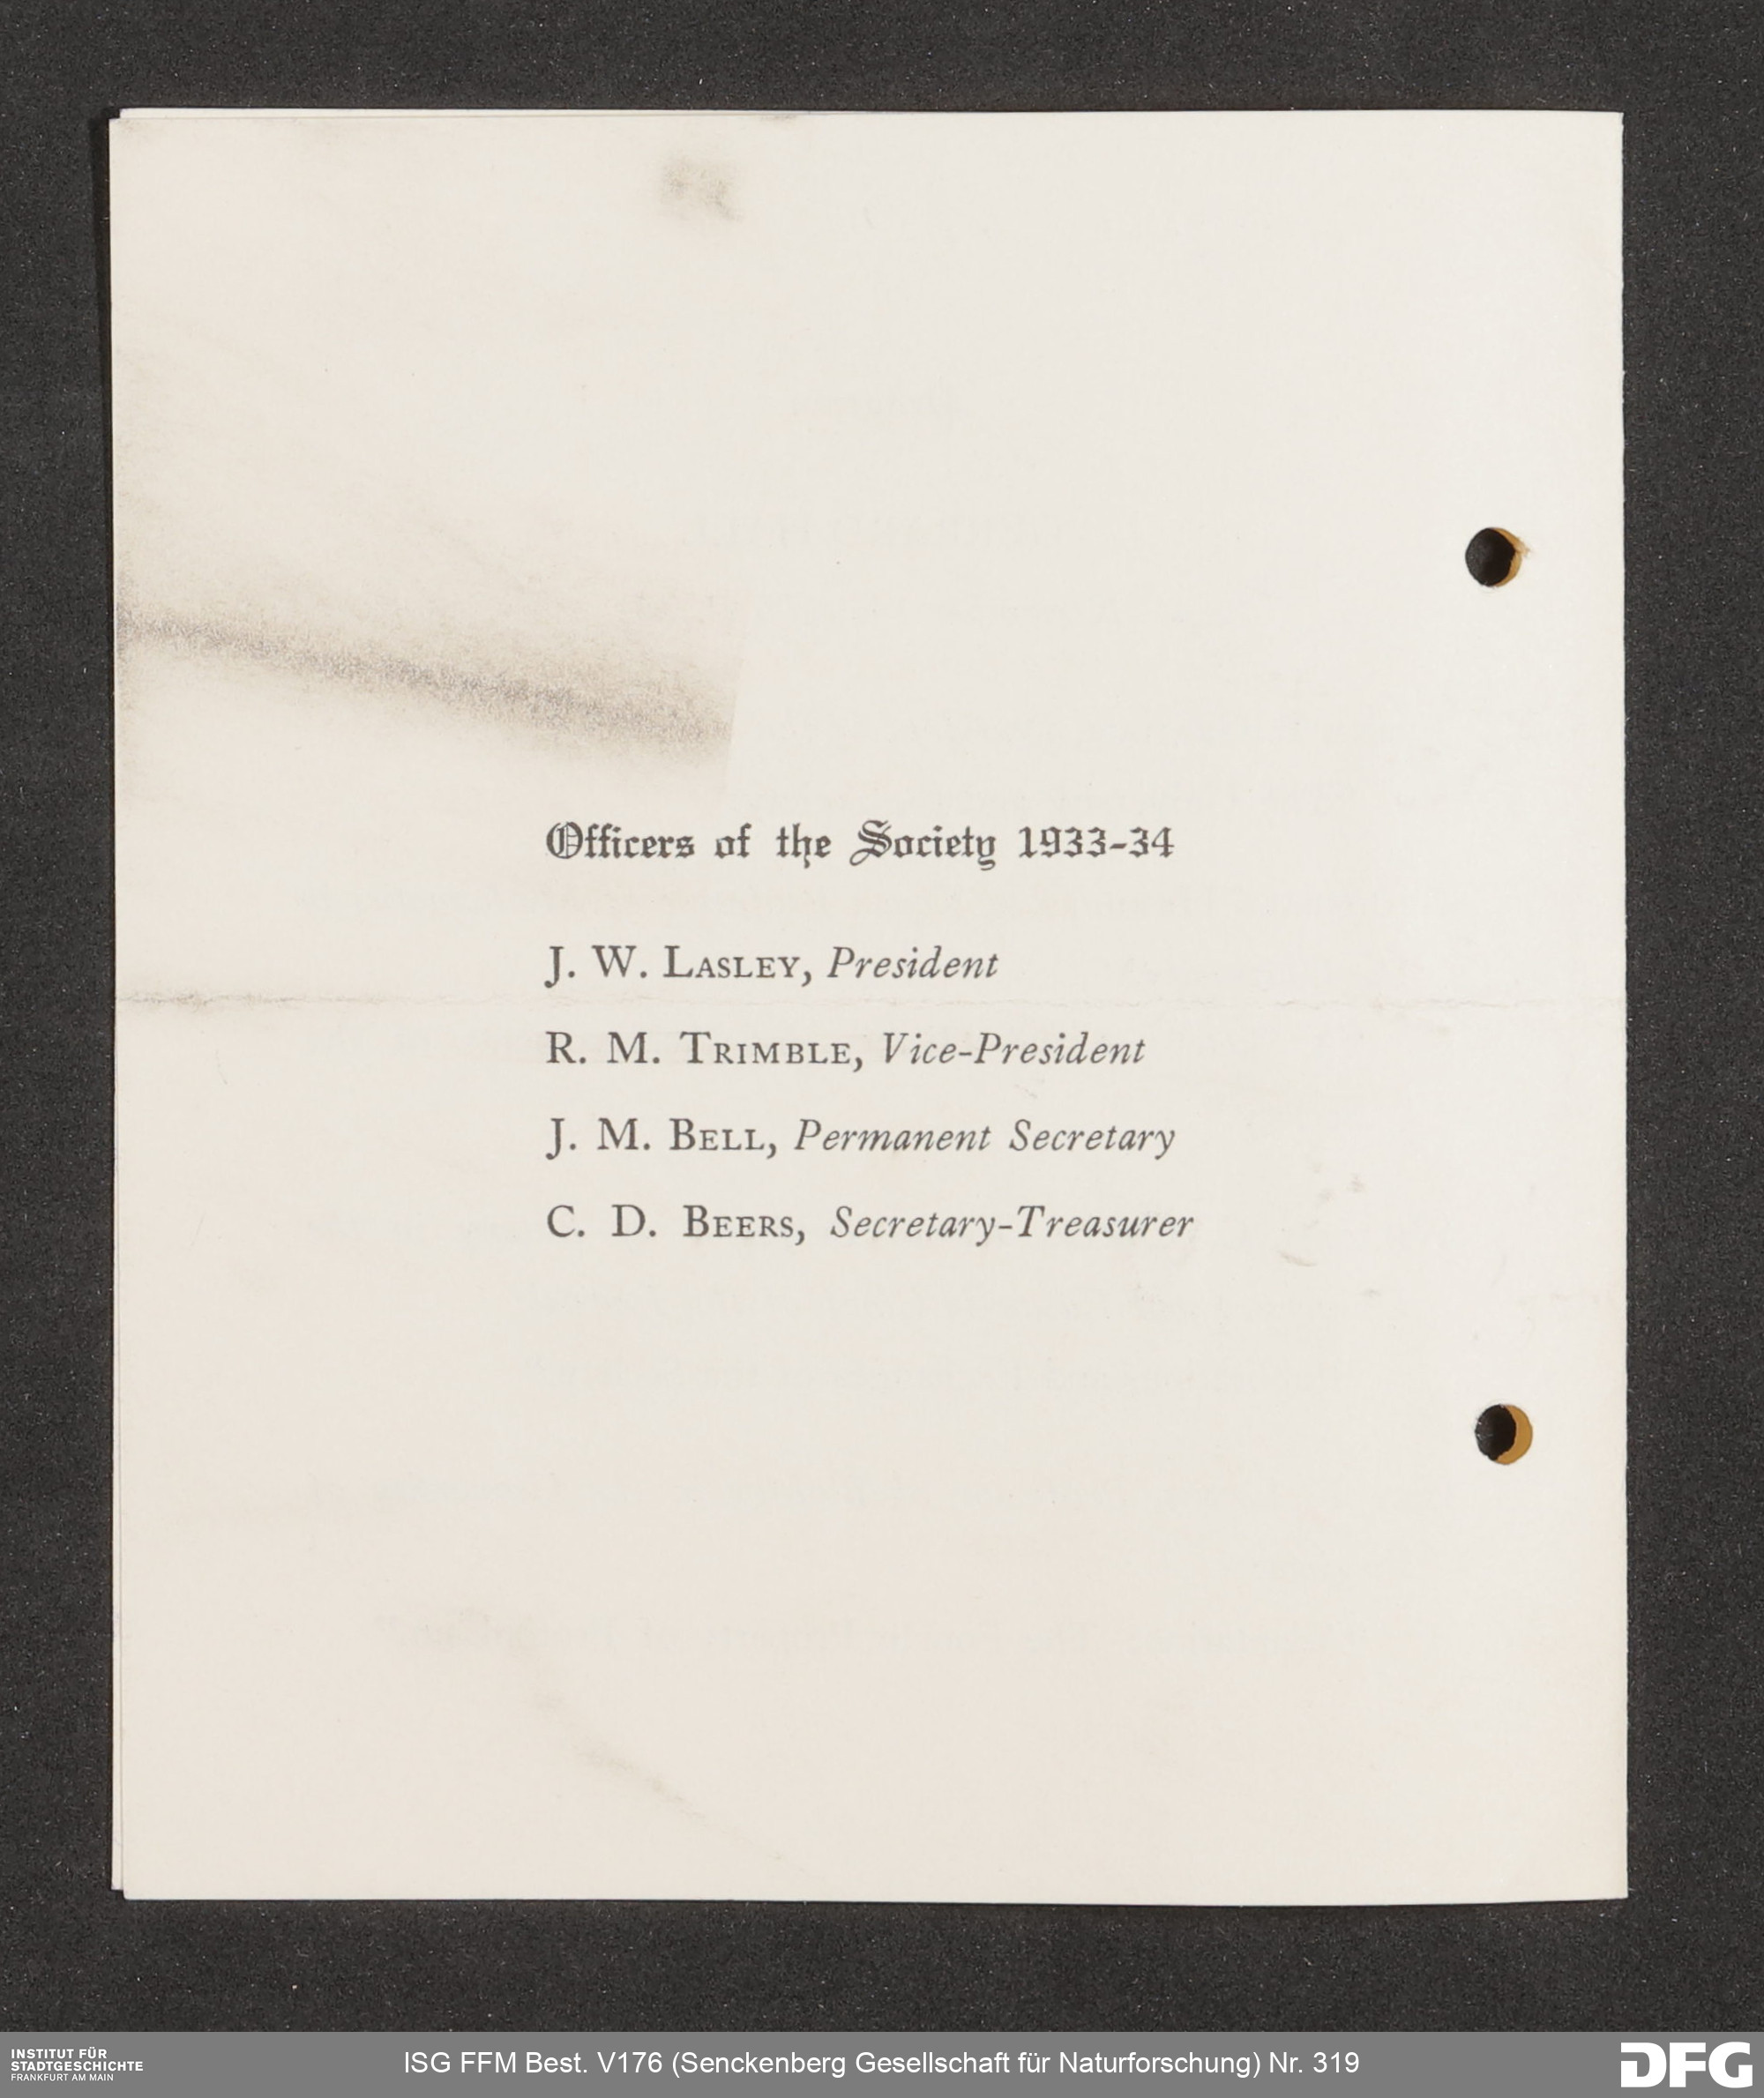 Officers of the Society 1933-34
J. W. LASLEY, President
R. M. TRIMBLE, Vice-President
J. M. BELL, Permanent Secretary
C. D. BEERS, Secretary-Treasurer
INSTITUT FÜR
STADTGESCHICHTE
FRANKFURT AM MAIN
ISG FFM Best. V176 (Senckenberg Gesellschaft für Naturforschung) Nr. 319
DFG